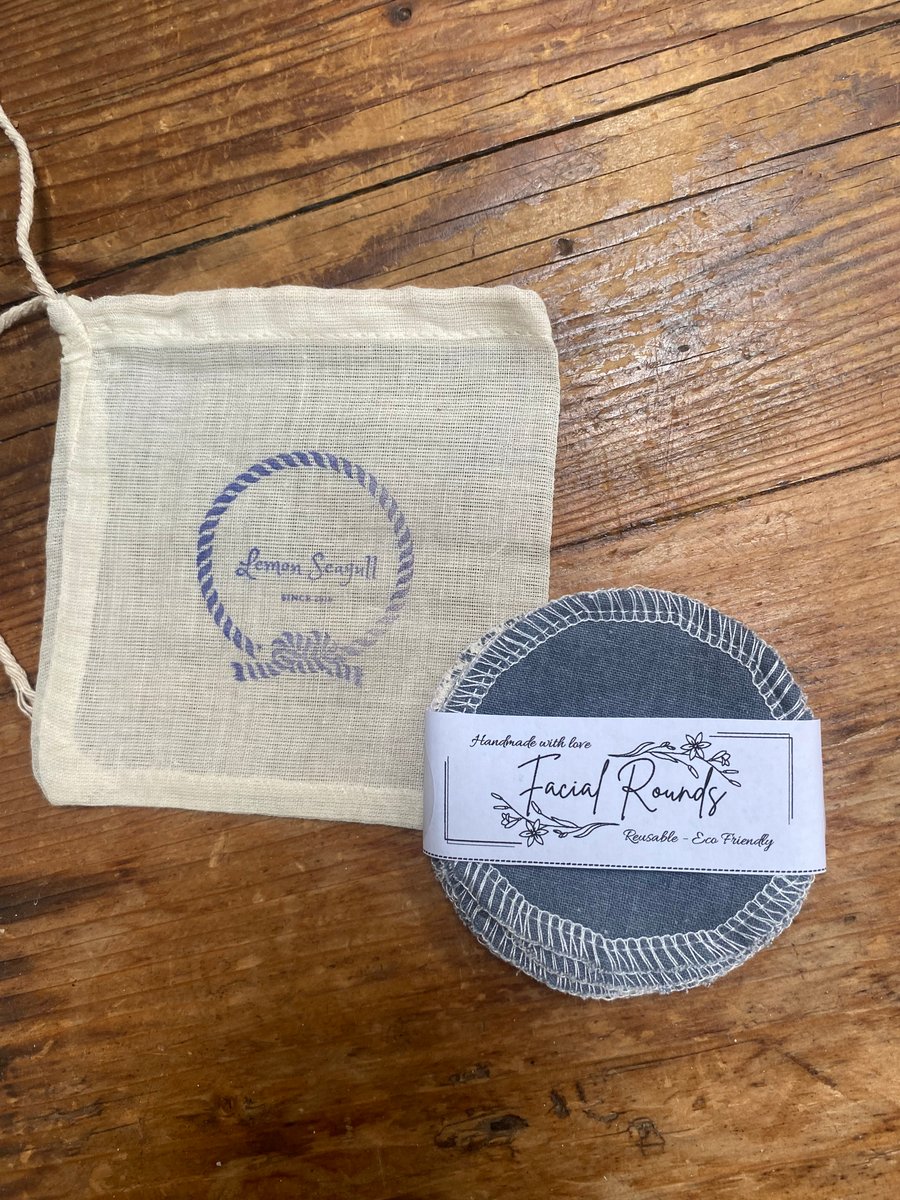 Lemon Seagull
SINCE
Handmade with love
Facial Rounds
Reusable - Eco Friendly